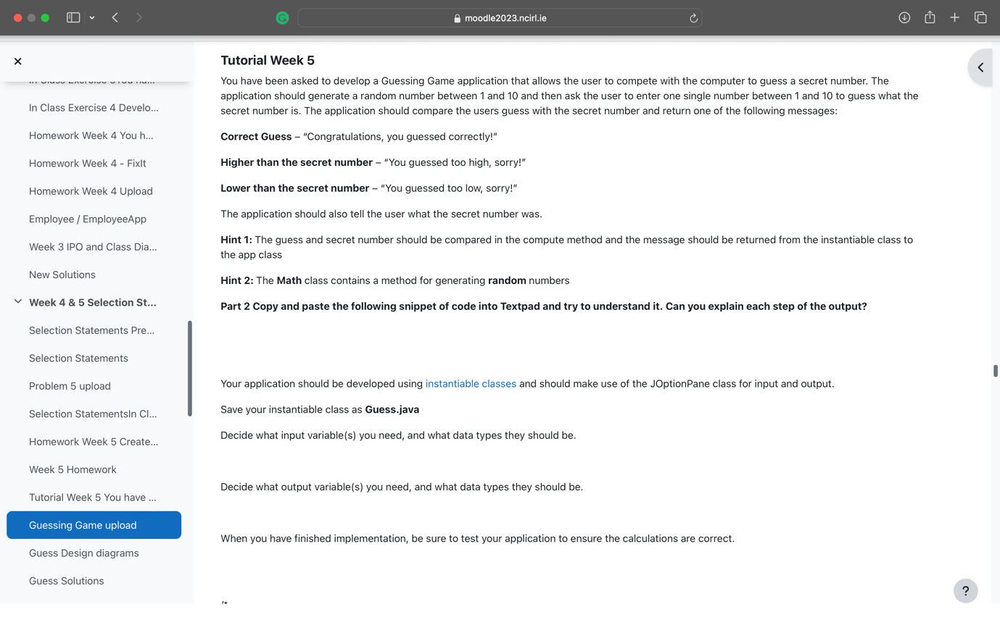 moodle2023.ncirl.ie
In Class Exercise 4 Develo...
Homework Week 4 You h...
Homework Week 4 - FixIt
Homework Week 4 Upload
Employee / EmployeeApp
Week 3 IPO and Class Dia...
New Solutions
Week 4 & 5 Selection St...
Selection Statements Pre...
Selection Statements
Problem 5 upload
Selection StatementsIn Cl...
Homework Week 5 Create...
Week 5 Homework
Tutorial Week 5 You have ...
Guessing Game upload
Guess Design diagrams
Guess Solutions
Tutorial Week 5
You have been asked to develop a Guessing Game application that allows the user to compete with the computer to guess a secret number. The
application should generate a random number between 1 and 10 and then ask the user to enter one single number between 1 and 10 to guess what the
secret number is. The application should compare the users guess with the secret number and return one of the following messages:
Correct Guess – “Congratulations, you guessed correctly!”
Higher than the secret number – “You guessed too high, sorry!”
Lower than the secret number – “You guessed too low, sorry!”
The application should also tell the user what the secret number was.
Hint 1: The guess and secret number should be compared in the compute method and the message should be returned from the instantiable class to
the app class
Hint 2: The Math class contains a method for generating random numbers
Part 2 Copy and paste the following snippet of code into Textpad and try to understand it. Can you explain each step of the output?
Your application should be developed using instantiable classes and should make use of the JOptionPane class for input and output.
Save your instantiable class as Guess.java
Decide what input variable(s) you need, and what data types they should be.
Decide what output variable(s) you need, and what data types they should be.
When you have finished implementation, be sure to test your application to ensure the calculations are correct.
/*
?